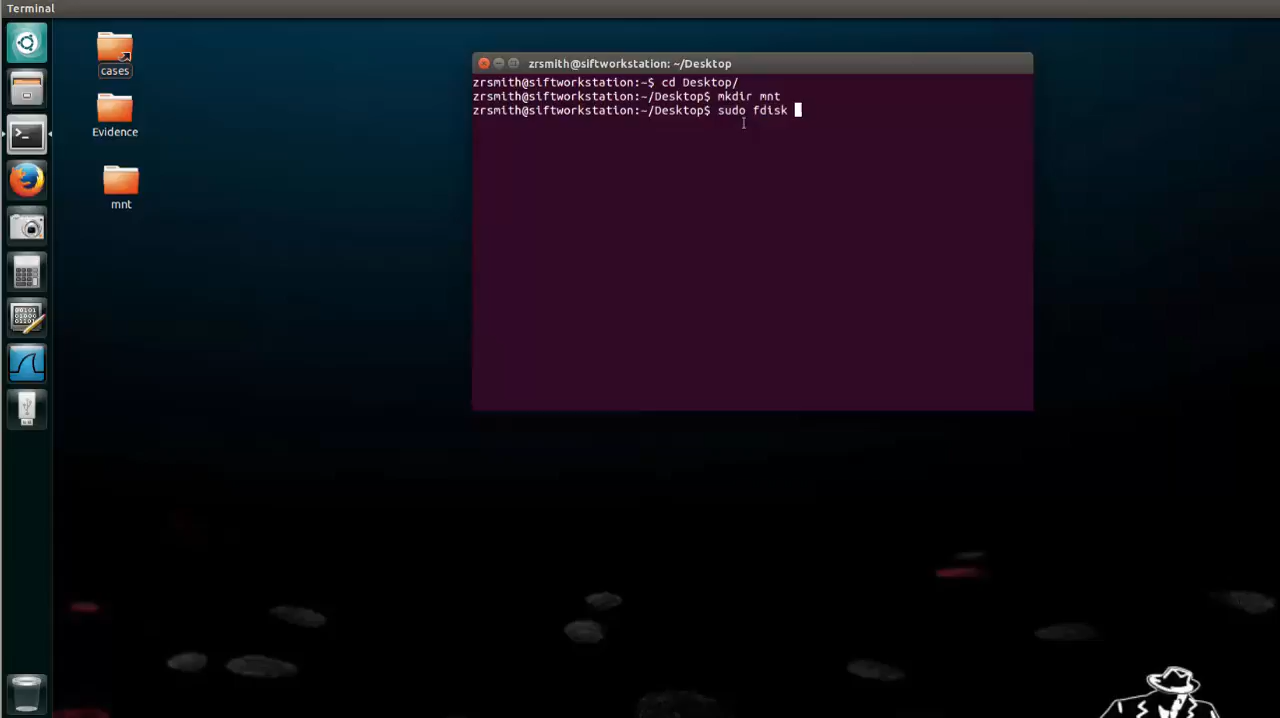 Terminal
cases
Evidence
mnt
zrsmith@siftworkstation: ~/Desktop
zrsmith@siftworkstation:~$ cd Desktop/
zrsmith@siftworkstation:~/Desktop$ mkdir mnt
zrsmith@siftworkstation:~/Desktop$ sudo fdisk